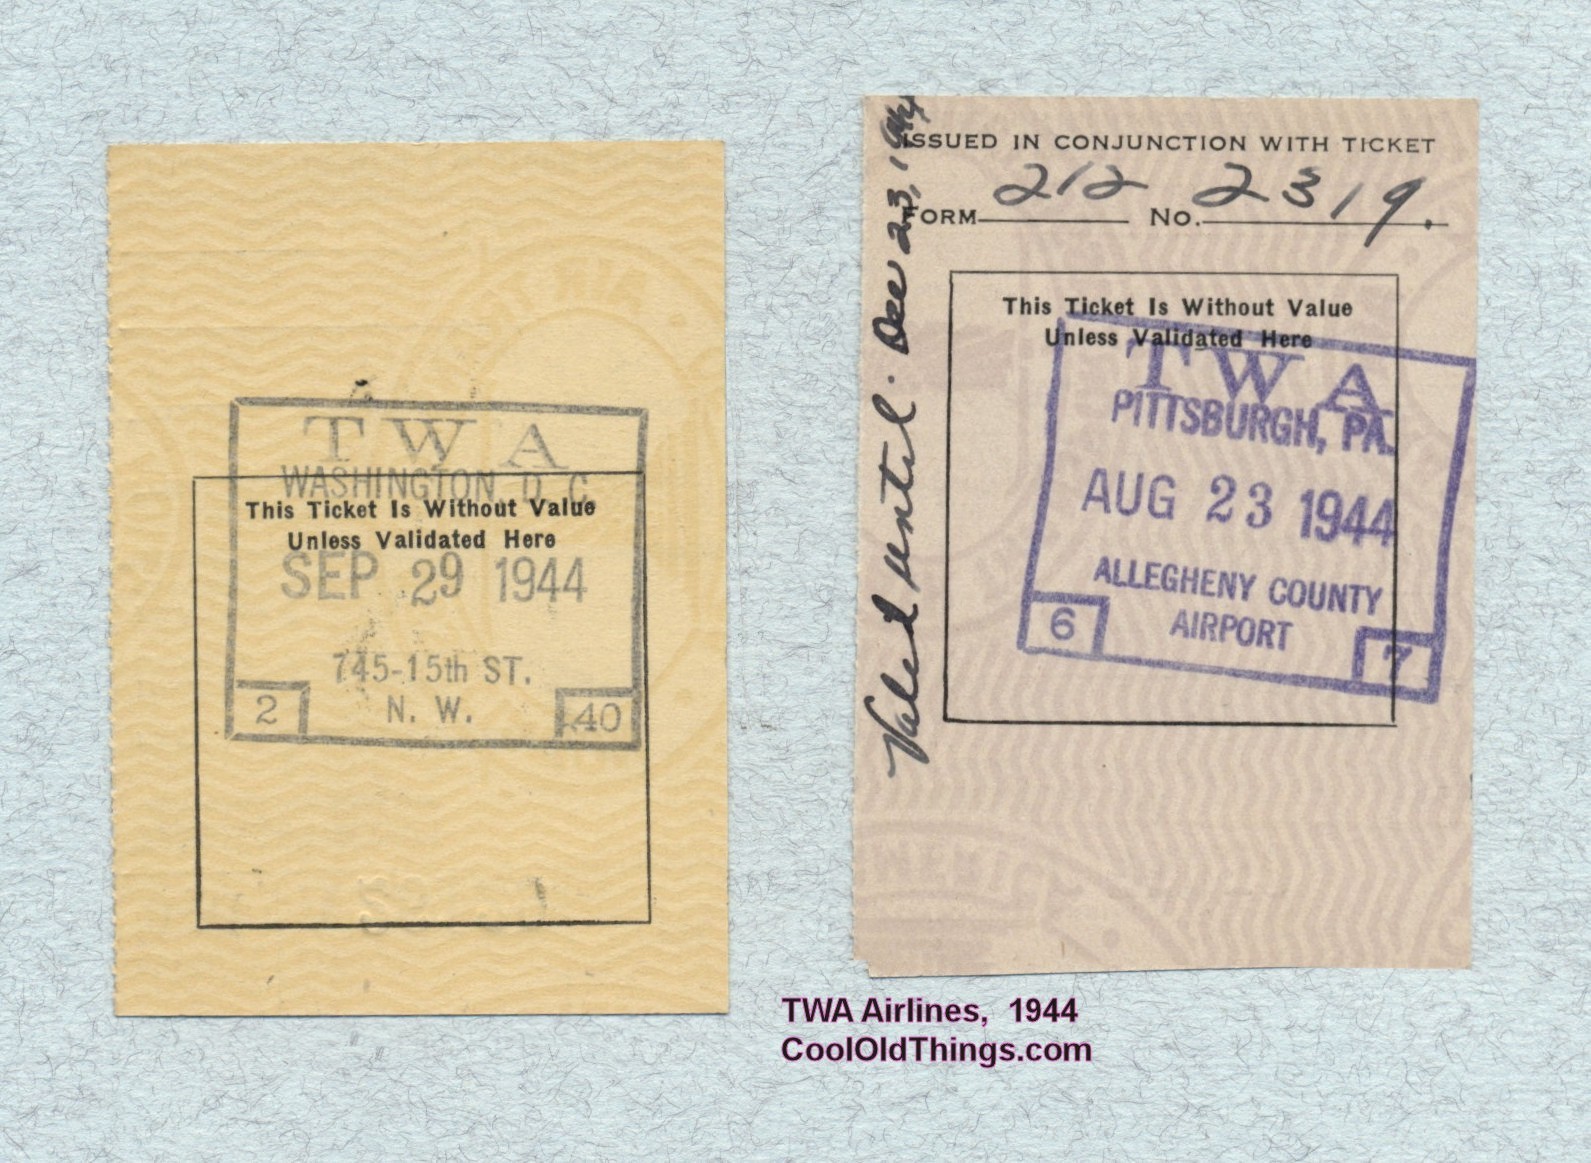 T W A
WASHINGTON, D. C.
This Ticket Is Without Value
Unless Validated Here
SEP 29 1944
745-15th ST.
N. W.
2
40
ISSUED IN CONJUNCTION WITH TICKET
FORM 212 No. 2319.
This Ticket Is Without Value
Unless Validated Here
T W A
PITTSBURGH, PA.
AUG 23 1944
ALLEGHENY COUNTY
AIRPORT
6
7
Valid until. Dec 23, 1944
TWA Airlines, 1944
CoolOldThings.com